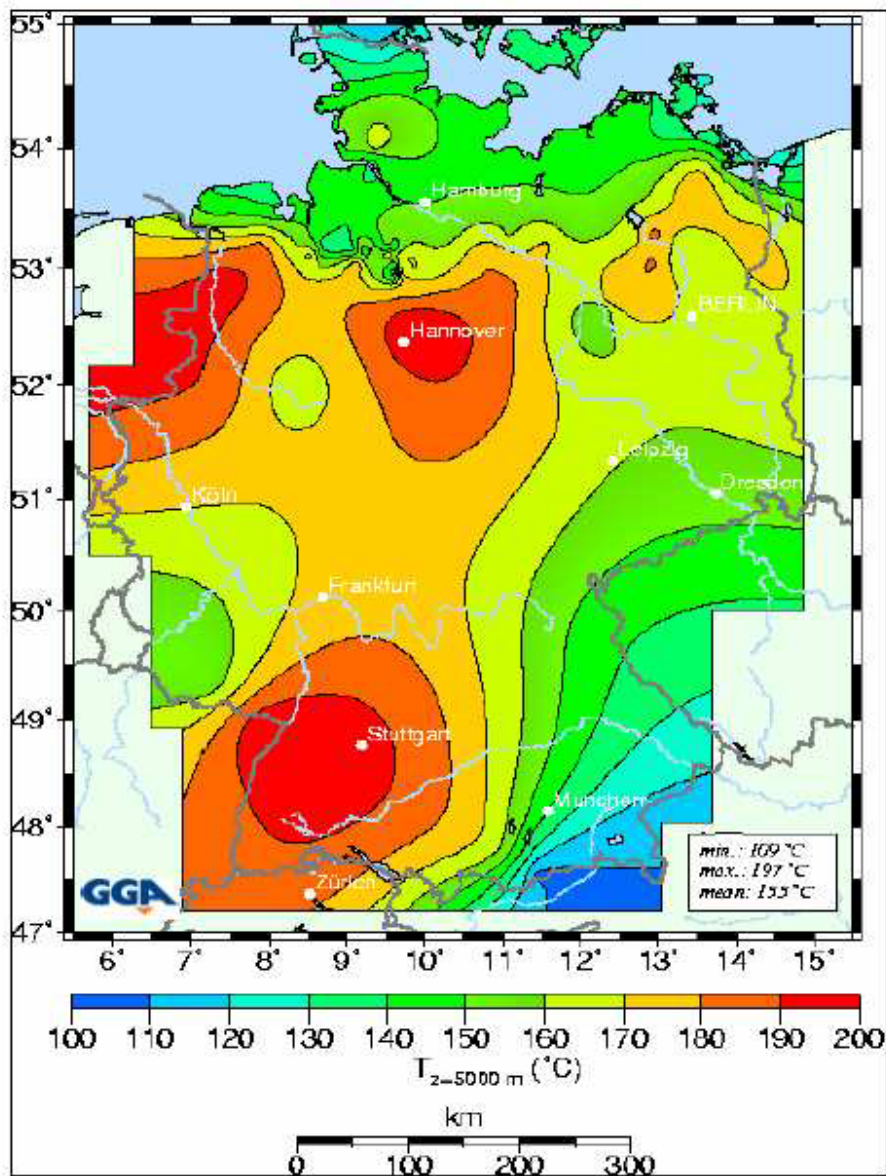 55°
54°
Hamburg
53°
BERLIN
Hannover
52°
Leipzig
51°
Köln
Dresden
Frankfurt
50°
49°
Stuttgart
48°
München
min.: 109 °C
max.: 197 °C
mean: 155 °C
GGA
Zürich
47°
6° 7° 8° 9° 10° 11° 12° 13° 14° 15°
100 110 120 130 140 150 160 170 180 190 200
T z=5000 m (°C)
km
0 100 200 300